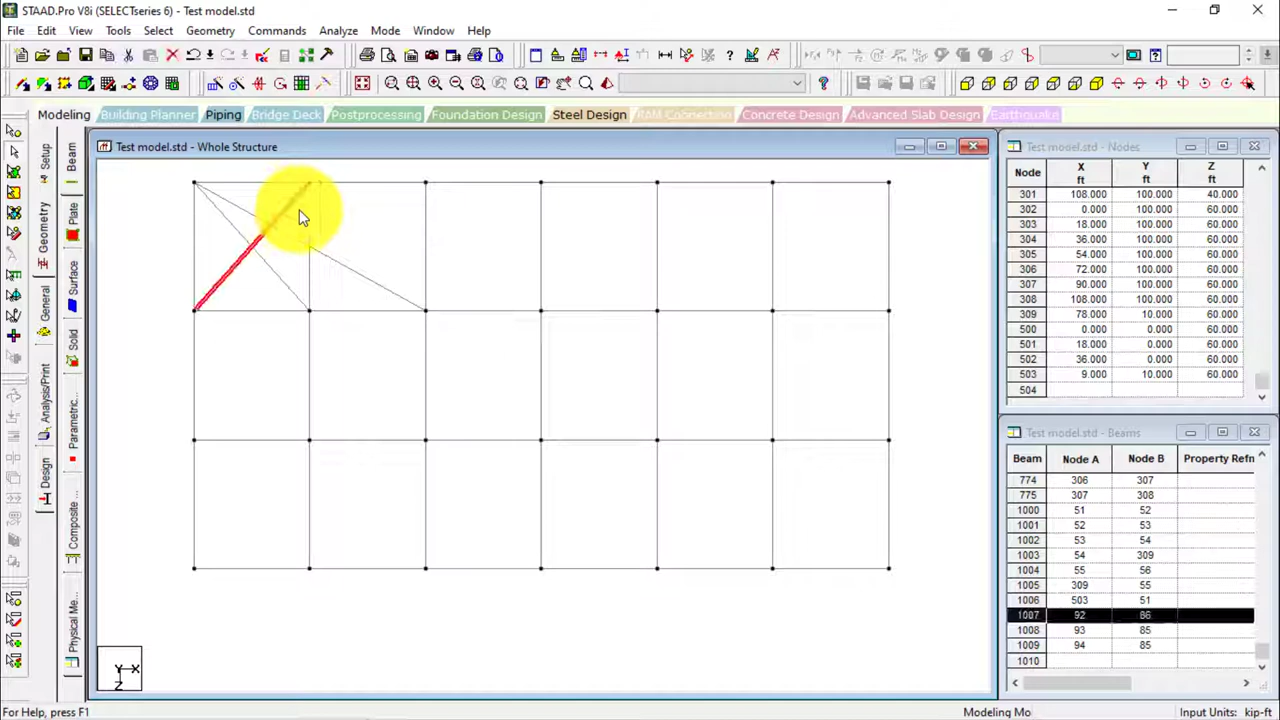 STAAD.Pro V8i (SELECTseries 6) - Test model.std
File Edit View Tools Select Geometry Commands Analyze Mode Window Help
Modeling Building Planner Piping Bridge Deck Postprocessing Foundation Design Steel Design RAM Connection Concrete Design Advanced Slab Design Earthquake
Setup
Geometry
General
Analysis/Print
Design
Beam
Plate
Surface
Solid
Parametric...
Composite ...
Physical Me...
Test model.std - Whole Structure
Y X
Z
Test model.std - Nodes
Node X ft Y ft Z ft
301 108.000 100.000 40.000
302 0.000 100.000 60.000
303 18.000 100.000 60.000
304 36.000 100.000 60.000
305 54.000 100.000 60.000
306 72.000 100.000 60.000
307 90.000 100.000 60.000
308 108.000 100.000 60.000
309 78.000 10.000 60.000
500 0.000 0.000 60.000
501 18.000 0.000 60.000
502 36.000 0.000 60.000
503 9.000 10.000 60.000
504
Test model.std - Beams
Beam Node A Node B Property Refn
774 306 307
775 307 308
1000 51 52
1001 52 53
1002 53 54
1003 54 309
1004 55 56
1005 309 55
1006 503 51
1007 92 86
1008 93 85
1009 94 85
1010
For Help, press F1
Modeling Mo
Input Units: kip-ft